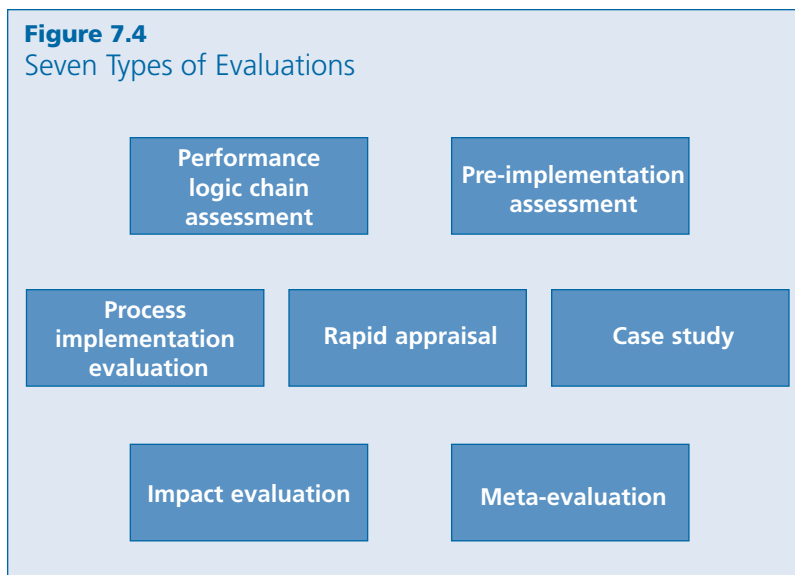 Figure 7.4
Seven Types of Evaluations
Performance
logic chain
assessment
Pre-implementation
assessment
Process
implementation
evaluation
Rapid appraisal
Case study
Impact evaluation
Meta-evaluation